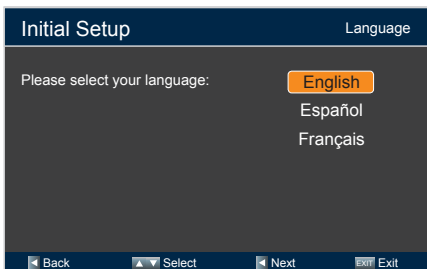 Initial Setup Language
Please select your language: English
Español
Français
◄ Back ▲ ▼ Select ◄ Next EXIT Exit